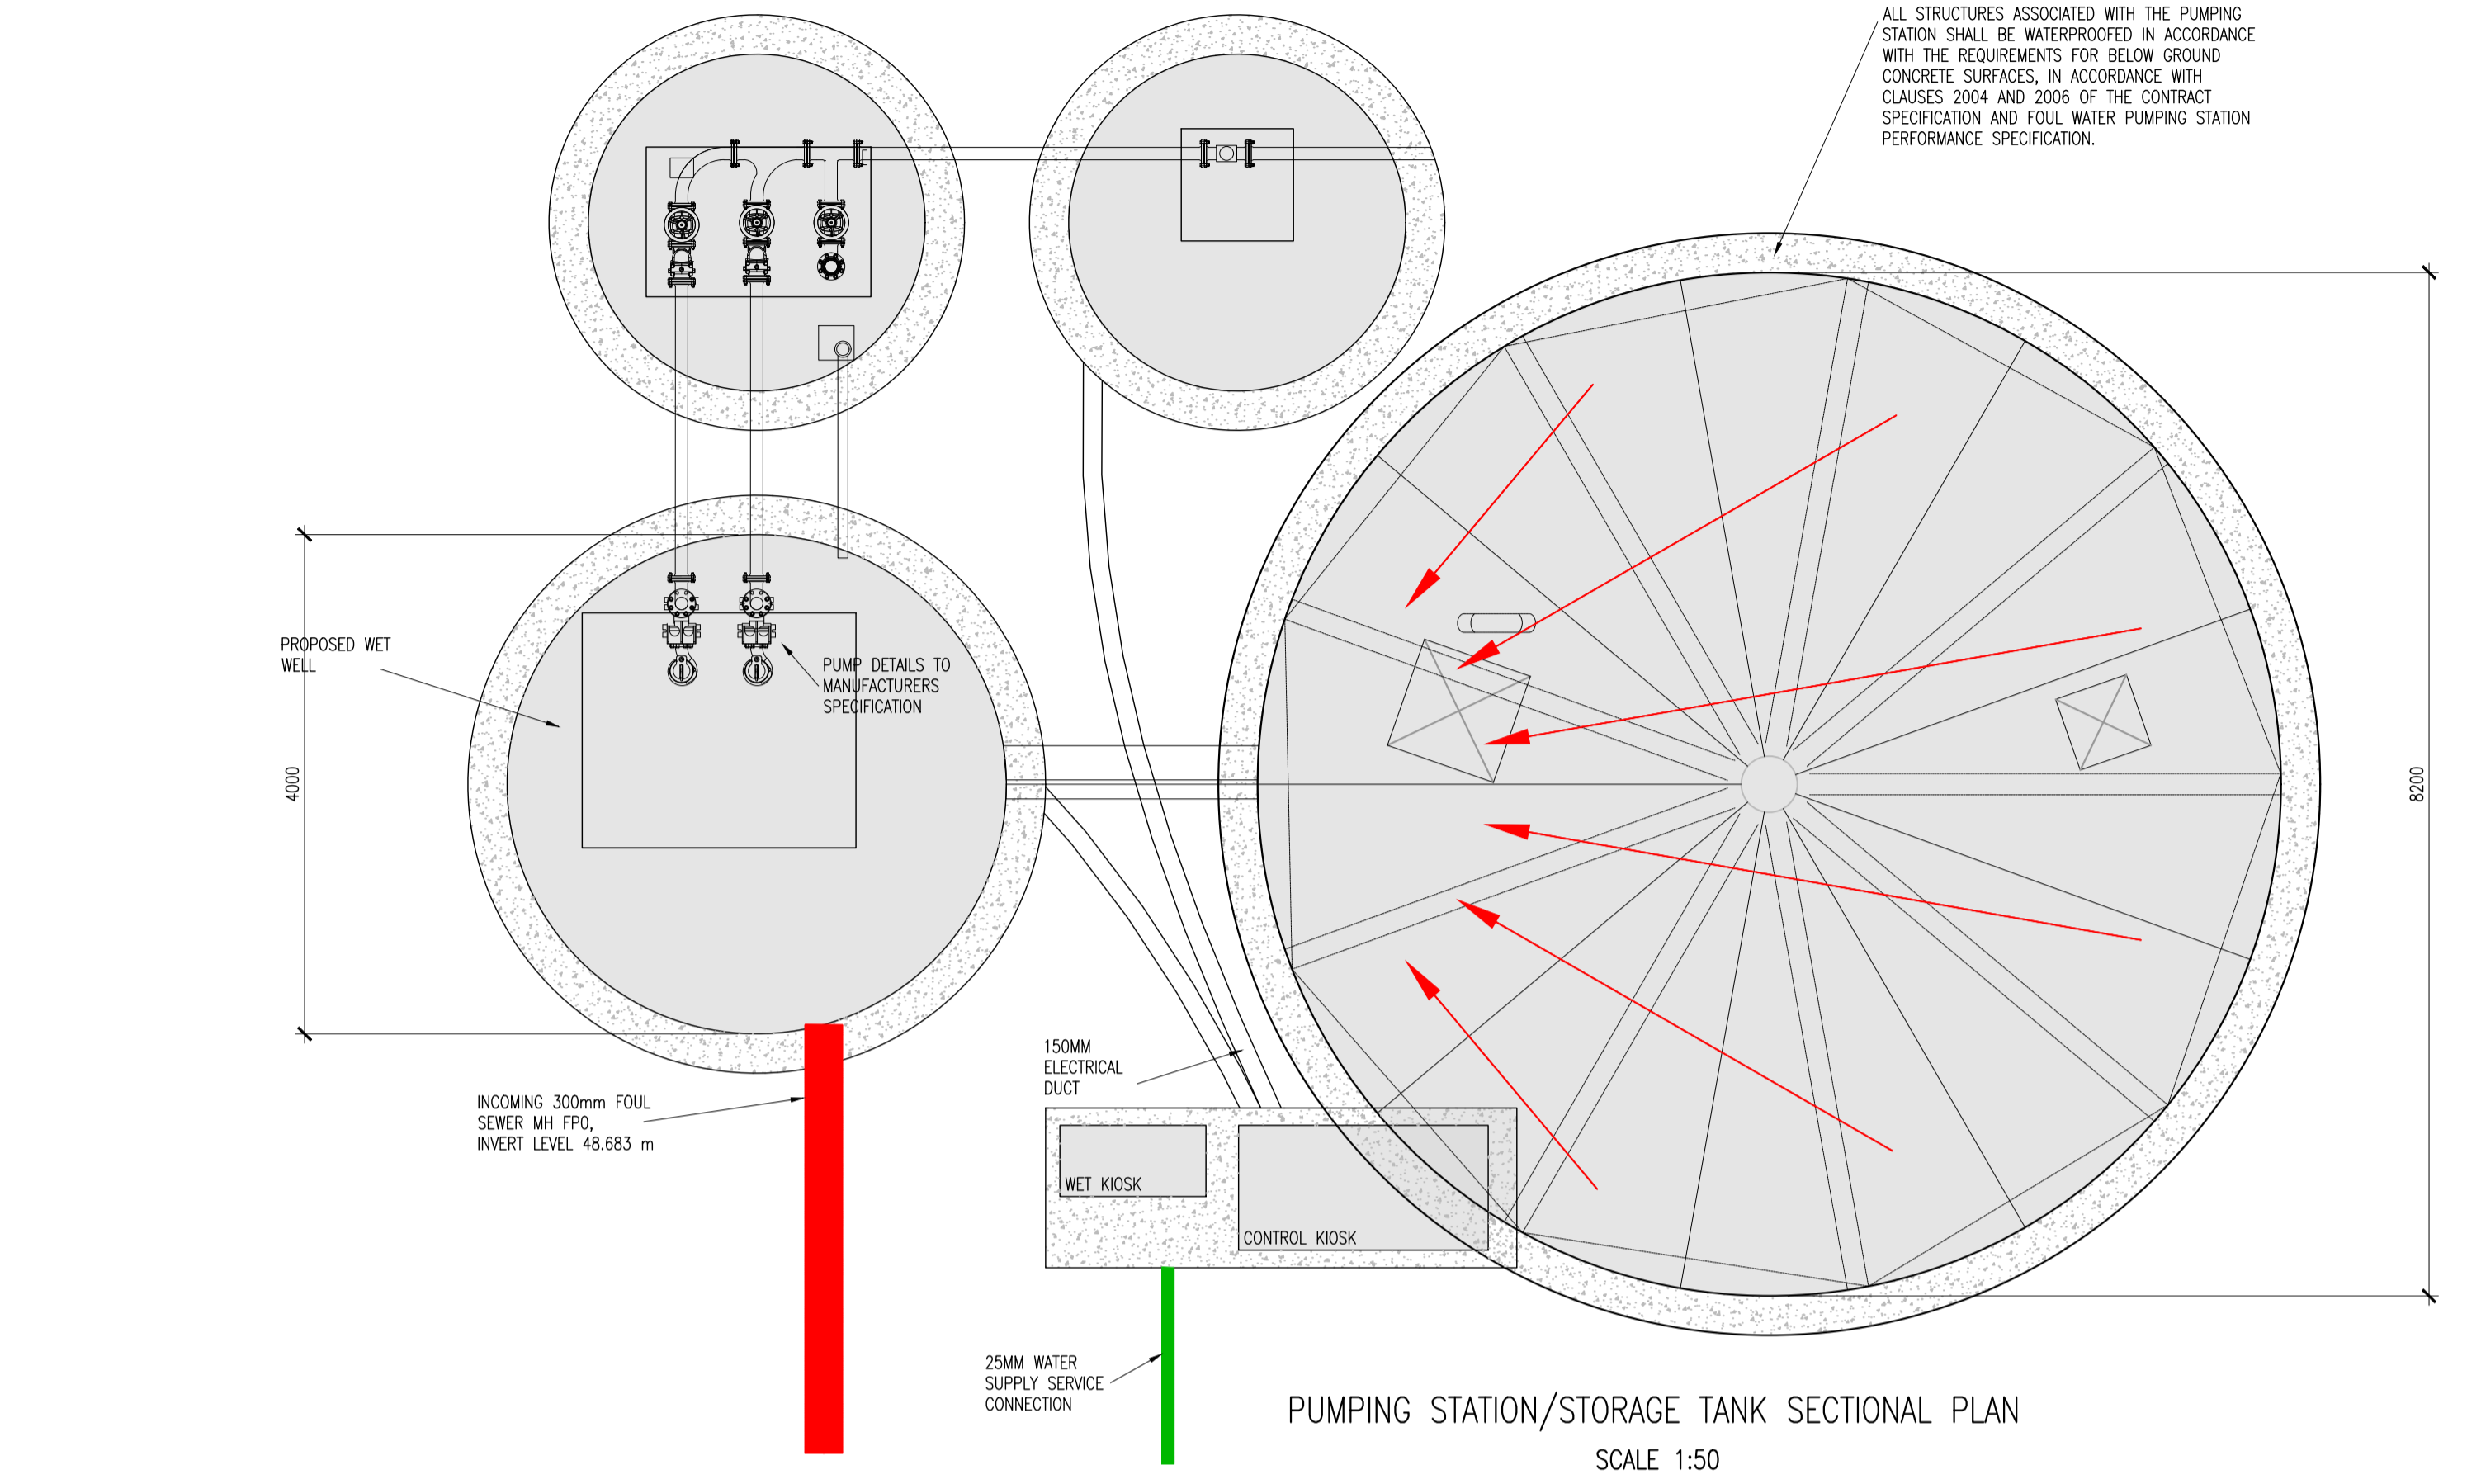 ALL STRUCTURES ASSOCIATED WITH THE PUMPING
STATION SHALL BE WATERPROOFED IN ACCORDANCE
WITH THE REQUIREMENTS FOR BELOW GROUND
CONCRETE SURFACES, IN ACCORDANCE WITH
CLAUSES 2004 AND 2006 OF THE CONTRACT
SPECIFICATION AND FOUL WATER PUMPING STATION
PERFORMANCE SPECIFICATION.
PROPOSED WET
WELL
PUMP DETAILS TO
MANUFACTURERS
SPECIFICATION
4000
8200
INCOMING 300mm FOUL
SEWER MH FP0,
INVERT LEVEL 48.683 m
150MM
ELECTRICAL
DUCT
WET KIOSK
CONTROL KIOSK
25MM WATER
SUPPLY SERVICE
CONNECTION
PUMPING STATION/STORAGE TANK SECTIONAL PLAN
SCALE 1:50